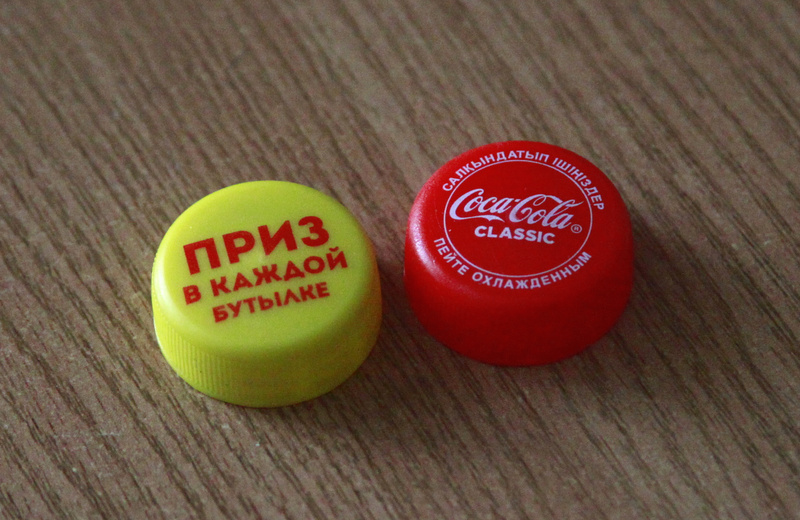 ПРИЗ
В КАЖДОЙ
БУТЫЛКЕ
САЛҚЫНДАТЫП ІШІҢІЗДЕР
Coca-Cola®
CLASSIC
ПЕЙТЕ ОХЛАЖДЕННЫМ